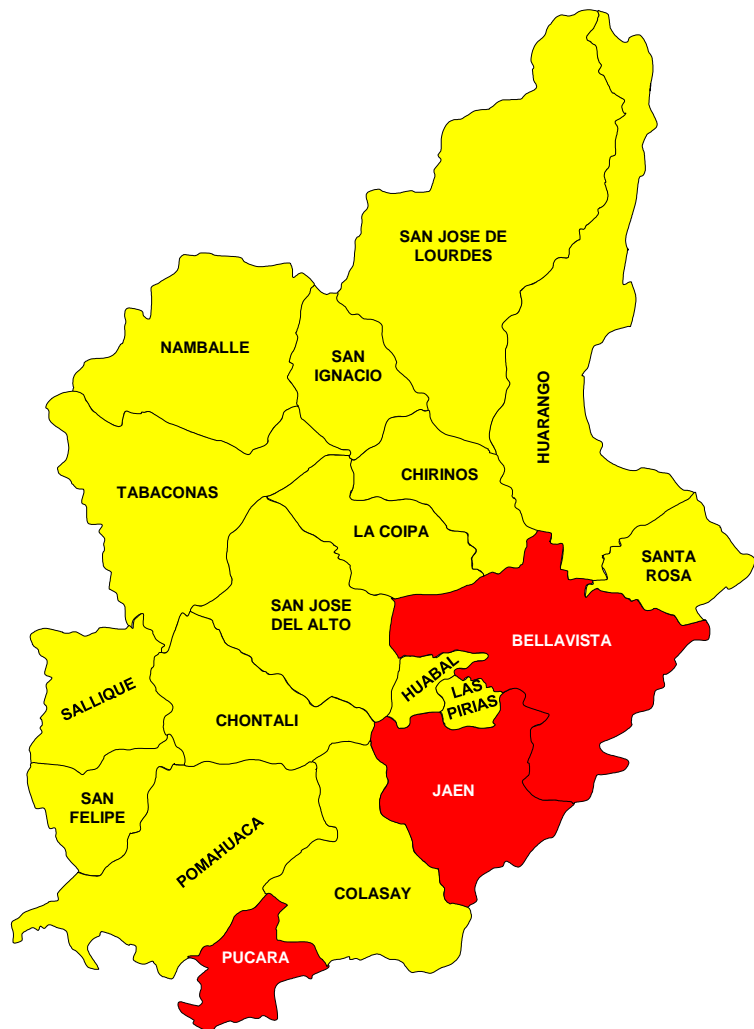 SAN JOSE DE
LOURDES
NAMBALLE
SAN
IGNACIO
HUARANGO
CHIRINOS
TABACONAS
LA COIPA
SANTA
ROSA
SAN JOSE
DEL ALTO
BELLAVISTA
HUABAL
LAS
PIRIAS
SALLIQUE
CHONTALI
JAEN
SAN
FELIPE
POMAHUACA
COLASAY
PUCARA